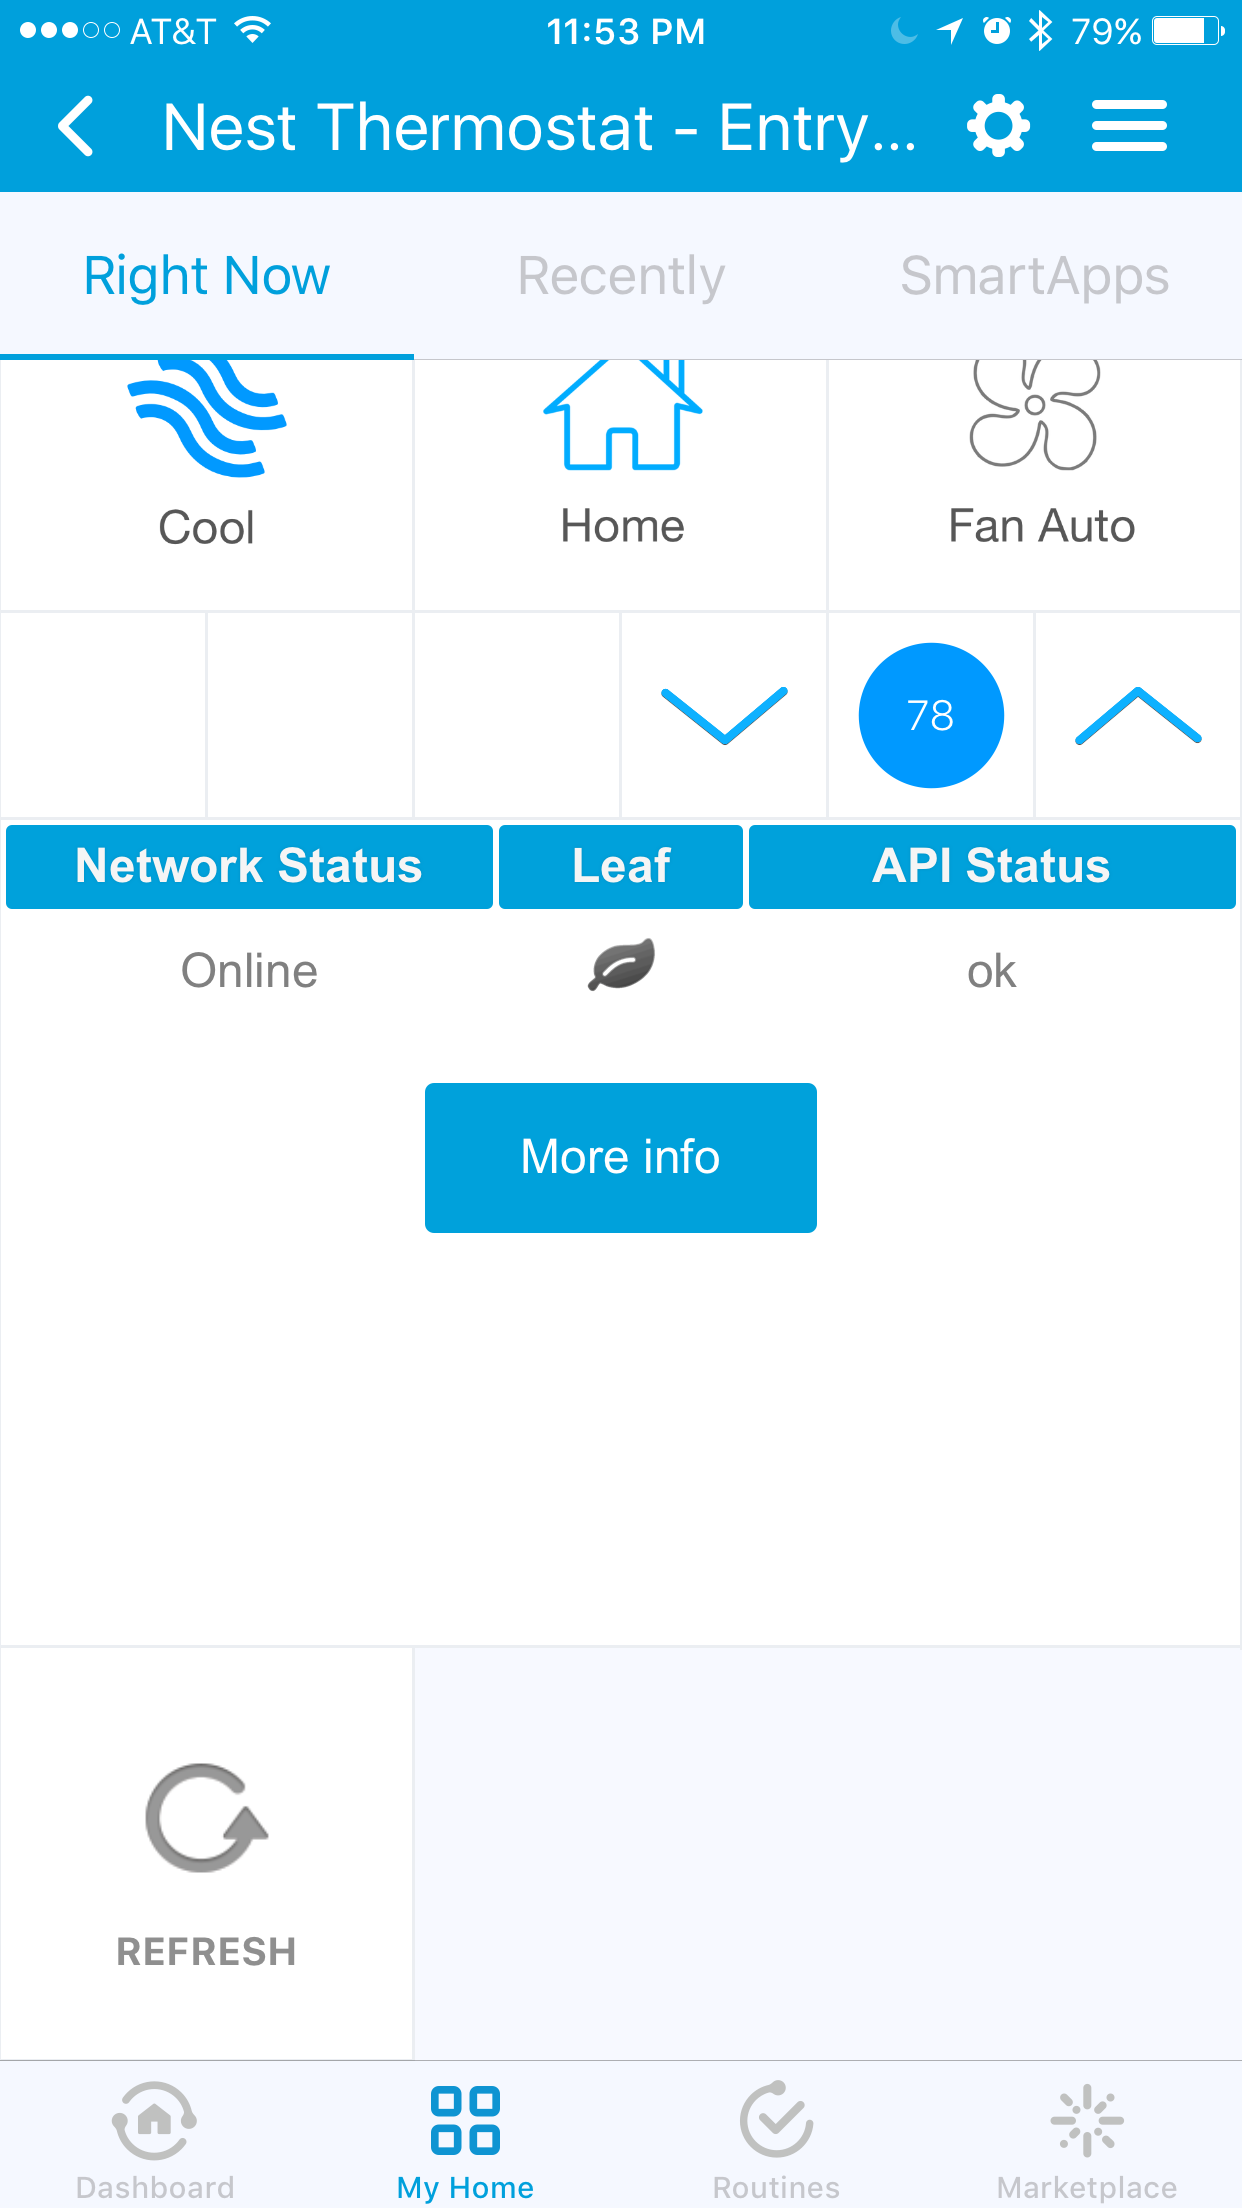 AT&T 11:53 PM 79%
Nest Thermostat - Entry...
Right Now Recently SmartApps
Cool Home Fan Auto
78
Network Status Leaf API Status
Online ok
More info
REFRESH
Dashboard My Home Routines Marketplace